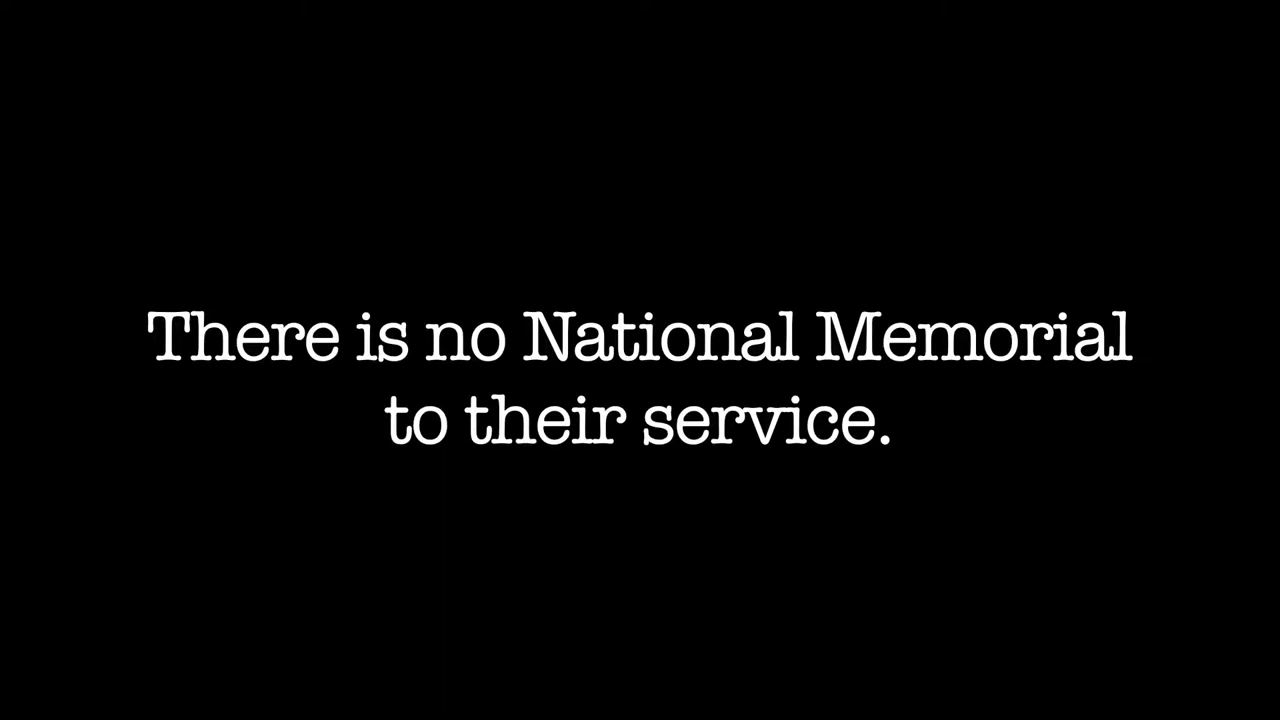 There is no National Memorial
to their service.